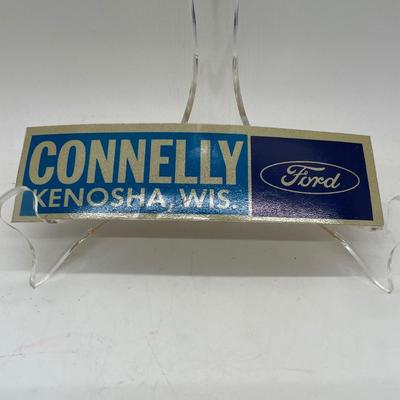 CONNELLY
KENOSHA, WIS.
Ford